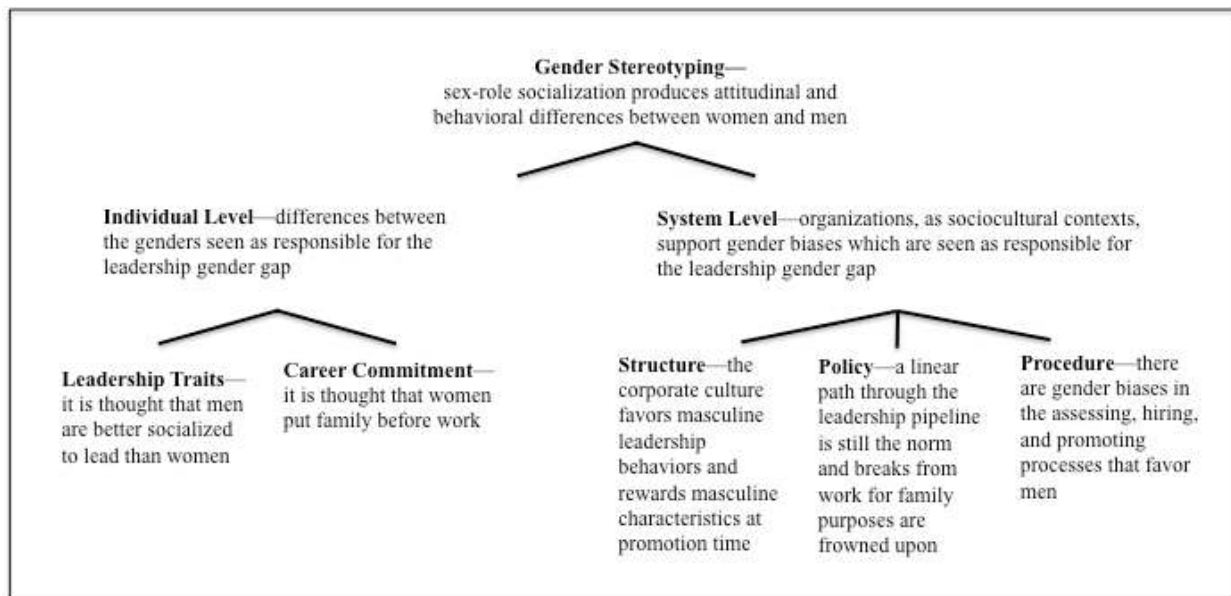 Gender Stereotyping—
sex-role socialization produces attitudinal and
behavioral differences between women and men
Individual Level—differences between
the genders seen as responsible for the
leadership gender gap
System Level—organizations, as sociocultural contexts,
support gender biases which are seen as responsible for
the leadership gender gap
Leadership Traits—
it is thought that men
are better socialized
to lead than women
Career Commitment—
it is thought that women
put family before work
Structure—the
corporate culture
favors masculine
leadership
behaviors and
rewards masculine
characteristics at
promotion time
Policy—a linear
path through the
leadership pipeline
is still the norm
and breaks from
work for family
purposes are
frowned upon
Procedure—there
are gender biases in
the assessing, hiring,
and promoting
processes that favor
men